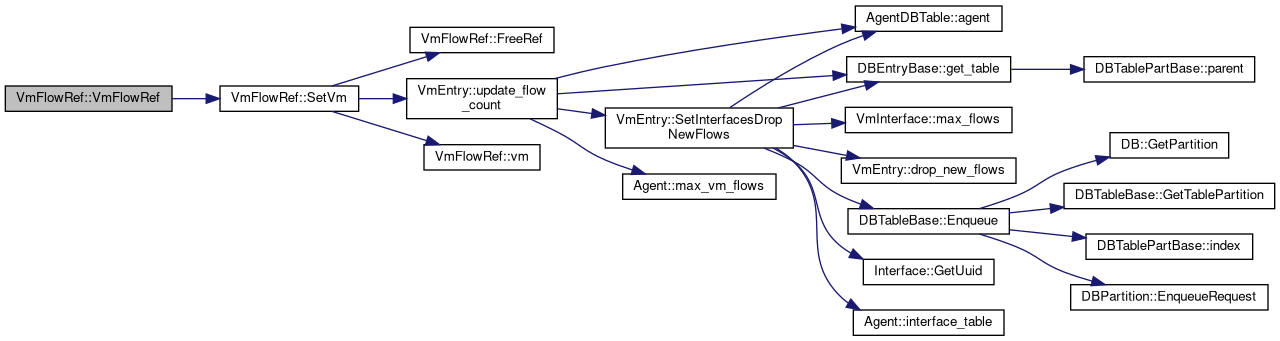 VmFlowRef::VmFlowRef
VmFlowRef::SetVm
VmFlowRef::FreeRef
VmEntry::update_flow
_count
VmFlowRef::vm
VmEntry::SetInterfacesDrop
NewFlows
Agent::max_vm_flows
AgentDBTable::agent
DBEntryBase::get_table
VmInterface::max_flows
VmEntry::drop_new_flows
DBTableBase::Enqueue
Interface::GetUuid
Agent::interface_table
DBTablePartBase::parent
DB::GetPartition
DBTableBase::GetTablePartition
DBTablePartBase::index
DBPartition::EnqueueRequest